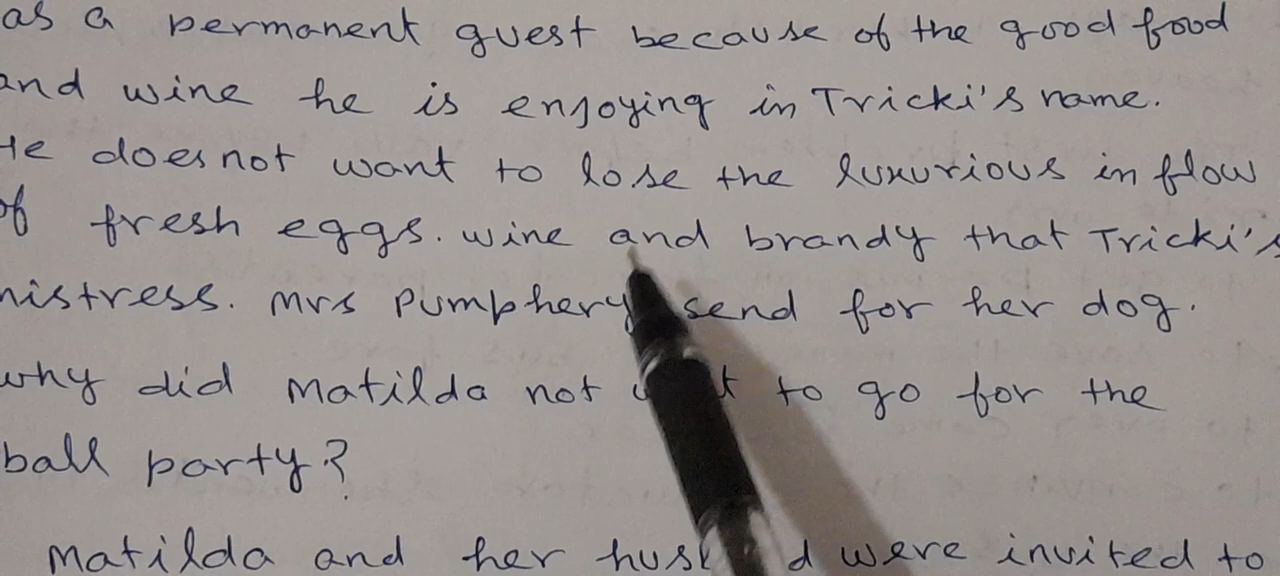 as a permanent guest because of the good food
and wine he is enjoying in Tricki's name.
He does not want to lose the luxurious in flow
of fresh eggs. wine and brandy that Tricki's
mistress. Mrs Pumphery send for her dog.
why did Matilda not to go for the
ball party?
Matilda and her were invited to